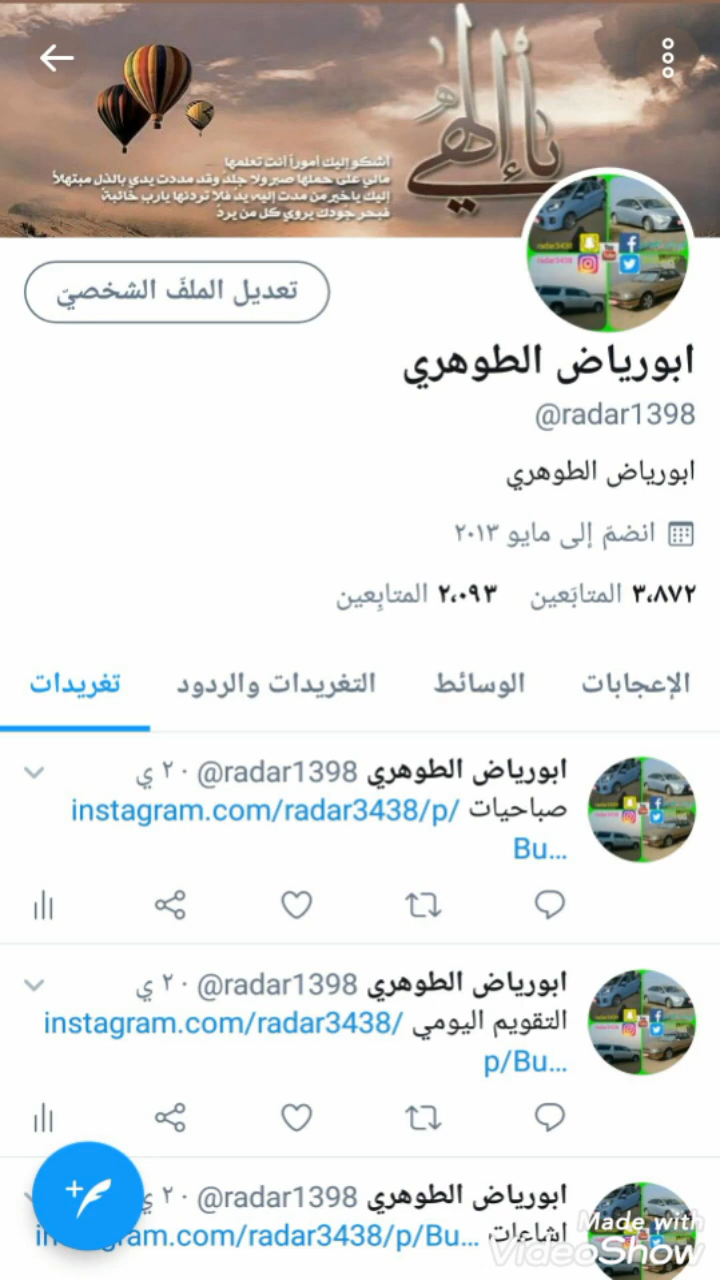 يا إلهي
أشكو إليك أموراً أنت تعلمها
مالي على حملها صبر ولا جلد وقد مددت يدي بالذل مبتهلاً
إليك يا خير من مدت إليه يد فلا تردنها يارب خائبة
فبحر جودك يروي كل من يرد
تعديل الملفّ الشخصيّ
ابورياض الطوهري
@radar1398
ابورياض الطوهري
انضمّ إلى مايو ٢٠١٣
٣،٨٧٢ المتابَعين ٢،٠٩٣ المتابِعين
الإعجابات الوسائط التغريدات والردود تغريدات
ابورياض الطوهري @radar1398 · ٢٠ ي
صباحيات instagram.com/radar3438/p/
Bu…
ابورياض الطوهري @radar1398 · ٢٠ ي
التقويم اليومي instagram.com/radar3438/
p/Bu…
ابورياض الطوهري @radar1398 · ٢٠ ي
اشاعات instagram.com/radar3438/p/Bu…
Made with
VideoShow